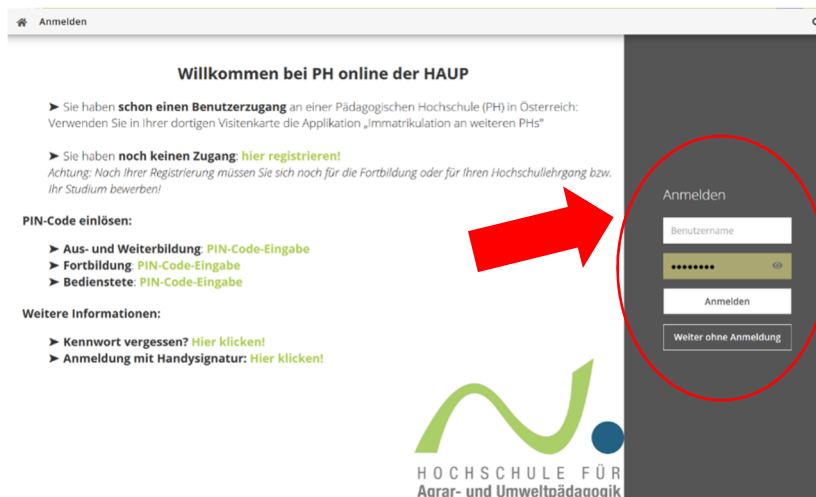 Anmelden
Willkommen bei PH online der HAUP
➤ Sie haben schon einen Benutzerzugang an einer Pädagogischen Hochschule (PH) in Österreich:
Verwenden Sie in Ihrer dortigen Visitenkarte die Applikation „Immatrikulation an weiteren PHs"
➤ Sie haben noch keinen Zugang: hier registrieren!
Achtung: Nach Ihrer Registrierung müssen Sie sich noch für die Fortbildung oder für Ihren Hochschullehrgang bzw.
Ihr Studium bewerben!
PIN-Code einlösen:
➤ Aus- und Weiterbildung: PIN-Code-Eingabe
➤ Fortbildung: PIN-Code-Eingabe
➤ Bedienstete: PIN-Code-Eingabe
Weitere Informationen:
➤ Kennwort vergessen? Hier klicken!
➤ Anmeldung mit Handysignatur: Hier klicken!
HOCHSCHULE FÜR
Agrar- und Umweltpädagogik
Anmelden
Benutzername
••••••••
Anmelden
Weiter ohne Anmeldung